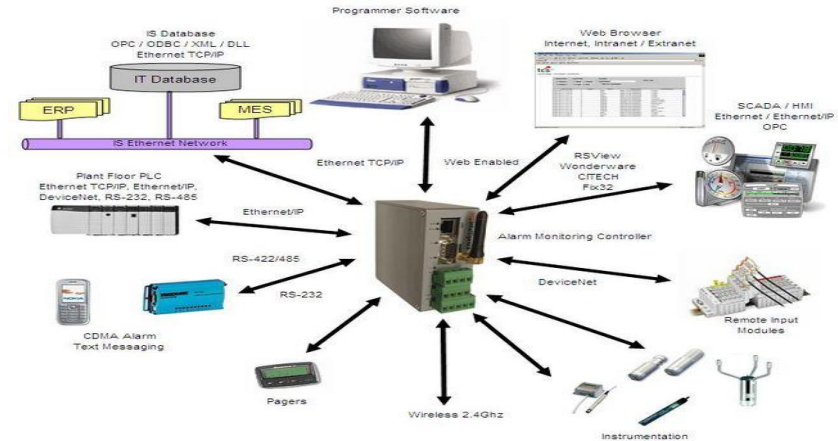 Programmer Software
IS Database
OPC / ODBC / XML / DLL
Ethernet TCP/IP
IT Database
ERP
MES
IS Ethernet Network
Web Browser
Internet, Intranet / Extranet
tcs
SCADA / HMI
Ethernet / Ethernet/IP
OPC
Ethernet TCP/IP
Web Enabled
RSView
Wonderware
CITECH
Fix32
Plant Floor PLC
Ethernet TCP/IP, Ethernet/IP,
DeviceNet, RS-232, RS-485
Ethernet/IP
Alarm Monitoring Controller
RS-422/485
RS-232
DeviceNet
NOKIA
CDMA Alarm
Text Messaging
Remote Input
Modules
Pagers
Wireless 2.4Ghz
Instrumentation